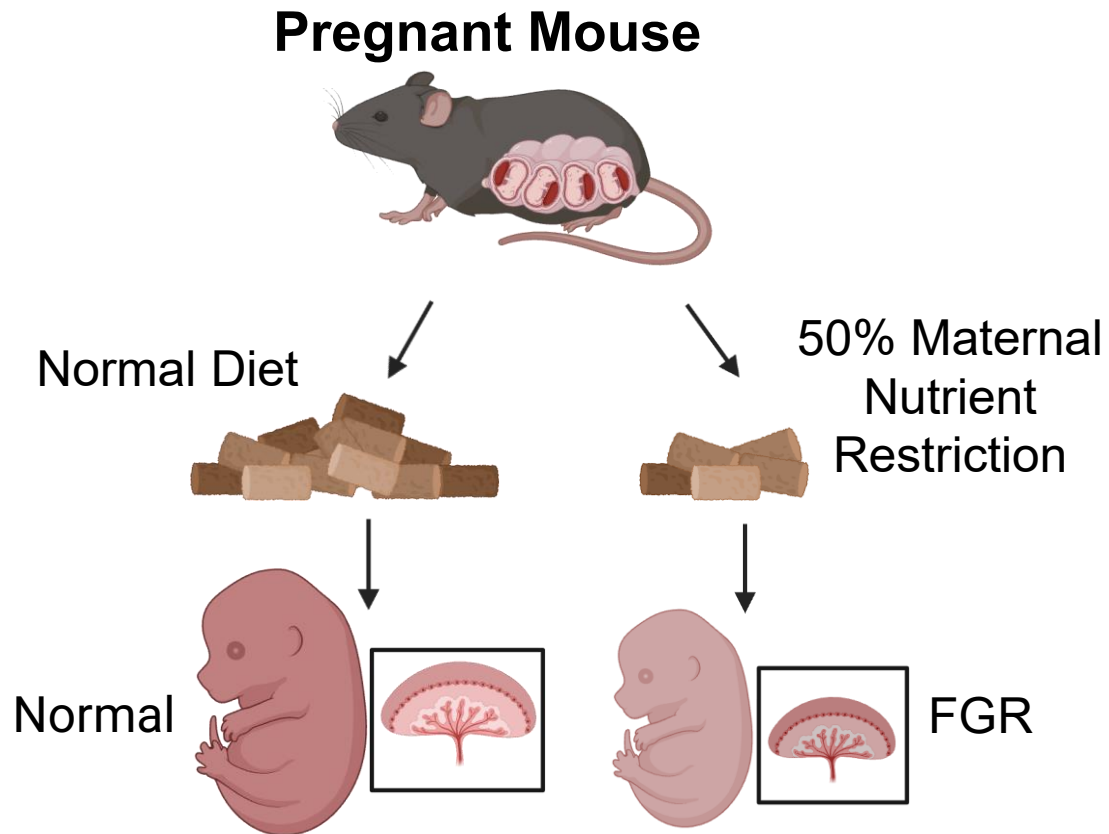 Pregnant Mouse
Normal Diet
50% Maternal
Nutrient
Restriction
Normal
FGR